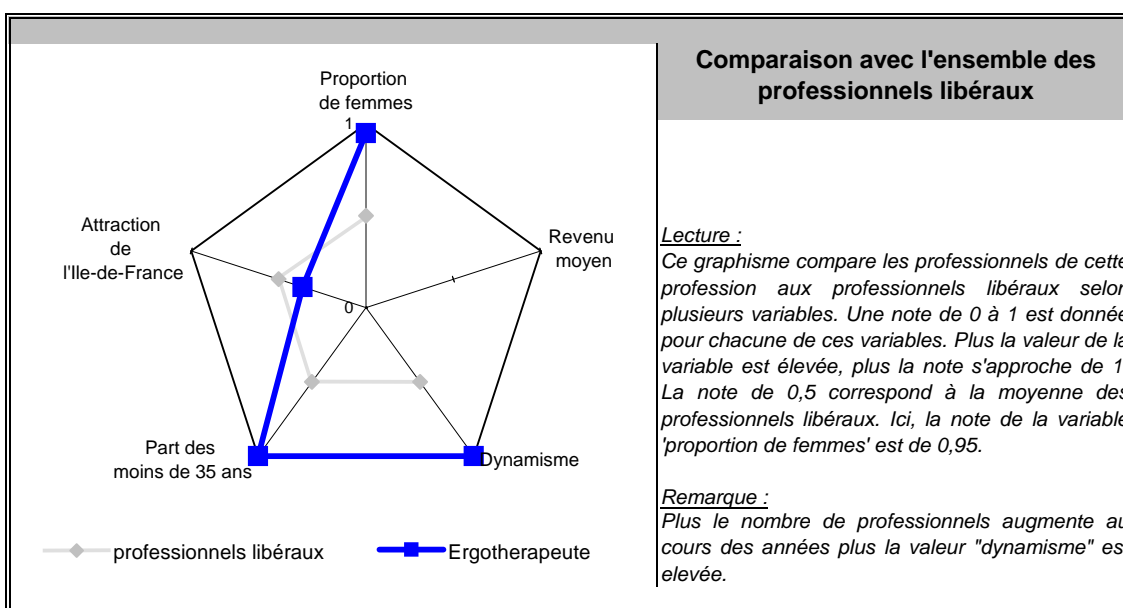 Comparaison avec l'ensemble des
professionnels libéraux
Proportion
de femmes
1
Attraction
de
l'Ile-de-France
Revenu
moyen
0
Part des
moins de 35 ans
Dynamisme
professionnels libéraux
Ergotherapeute
Lecture :
Ce graphisme compare les professionnels de cette
profession aux professionnels libéraux selon
plusieurs variables. Une note de 0 à 1 est donnée
pour chacune de ces variables. Plus la valeur de la
variable est élevée, plus la note s'approche de 1
La note de 0,5 correspond à la moyenne des
professionnels libéraux. Ici, la note de la variable
'proportion de femmes' est de 0,95.
Remarque :
Plus le nombre de professionnels augmente au
cours des années plus la valeur "dynamisme" es
elevée.